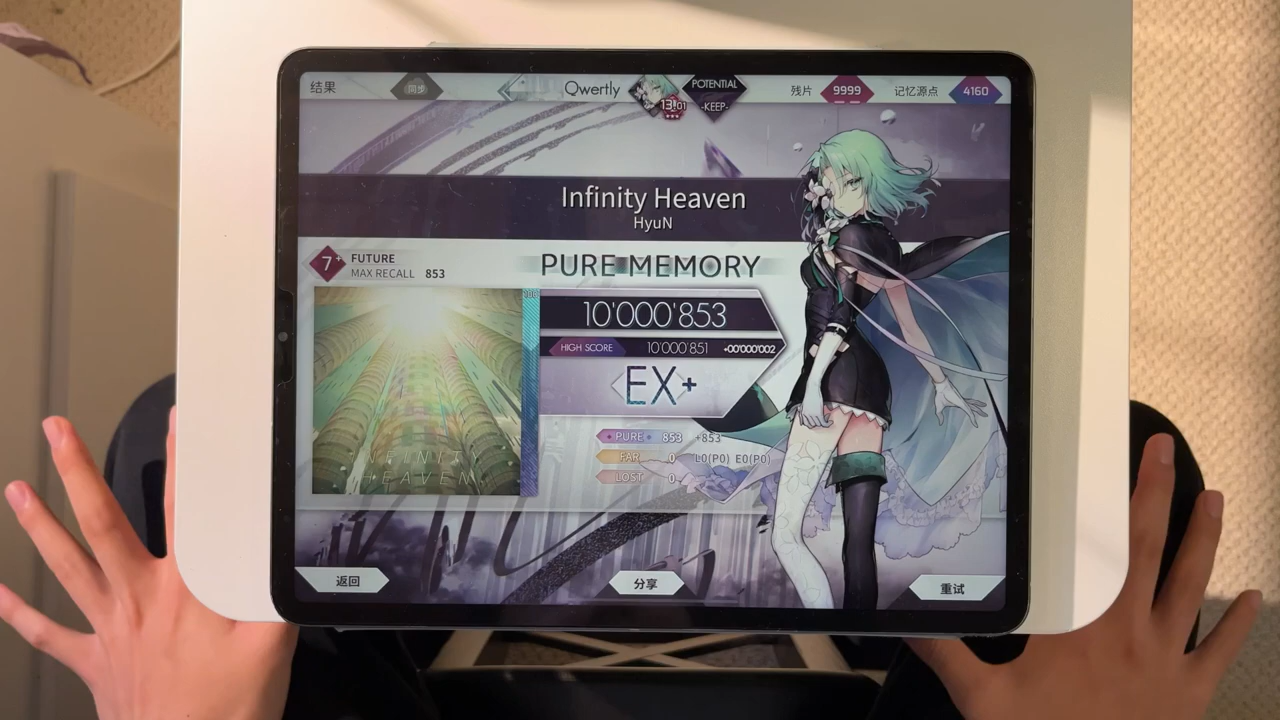 结果
同步
Qwertly
13.01
POTENTIAL
-KEEP-
残片
9999
记忆源点
4160
Infinity Heaven
HyuN
7+
FUTURE
MAX RECALL 853
PURE MEMORY
100
10'000'853
HIGH SCORE 10'000'851 +00'000'002
EX+
PURE 853 +853
FAR 0 L0(P0) E0(P0)
LOST 0
INFINIT
HEAVEN
返回
分享
重试